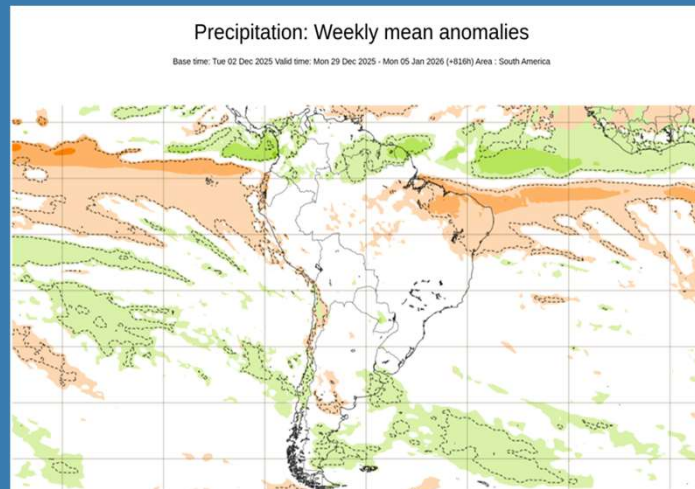 Precipitation: Weekly mean anomalies
Base time: Tue 02 Dec 2025 Valid time: Mon 29 Dec 2025 - Mon 05 Jan 2026 (+816h) Area : South America